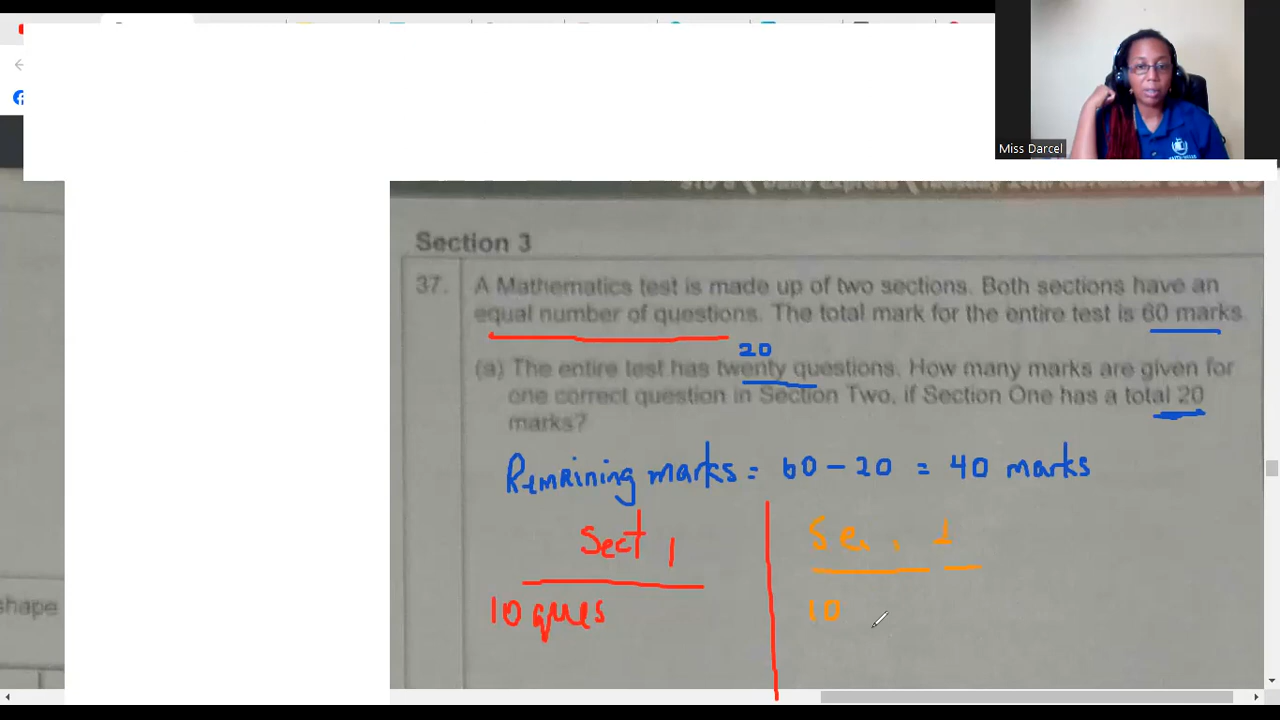 Miss Darcel
Section 3
37. A Mathematics test is made up of two sections. Both sections have an
equal number of questions. The total mark for the entire test is 60 marks.
20
(a) The entire test has twenty questions. How many marks are given for
one correct question in Section Two, if Section One has a total 20
marks?
Remaining marks = 60 - 20 = 40 marks
Sect 1
10 ques
10
shape